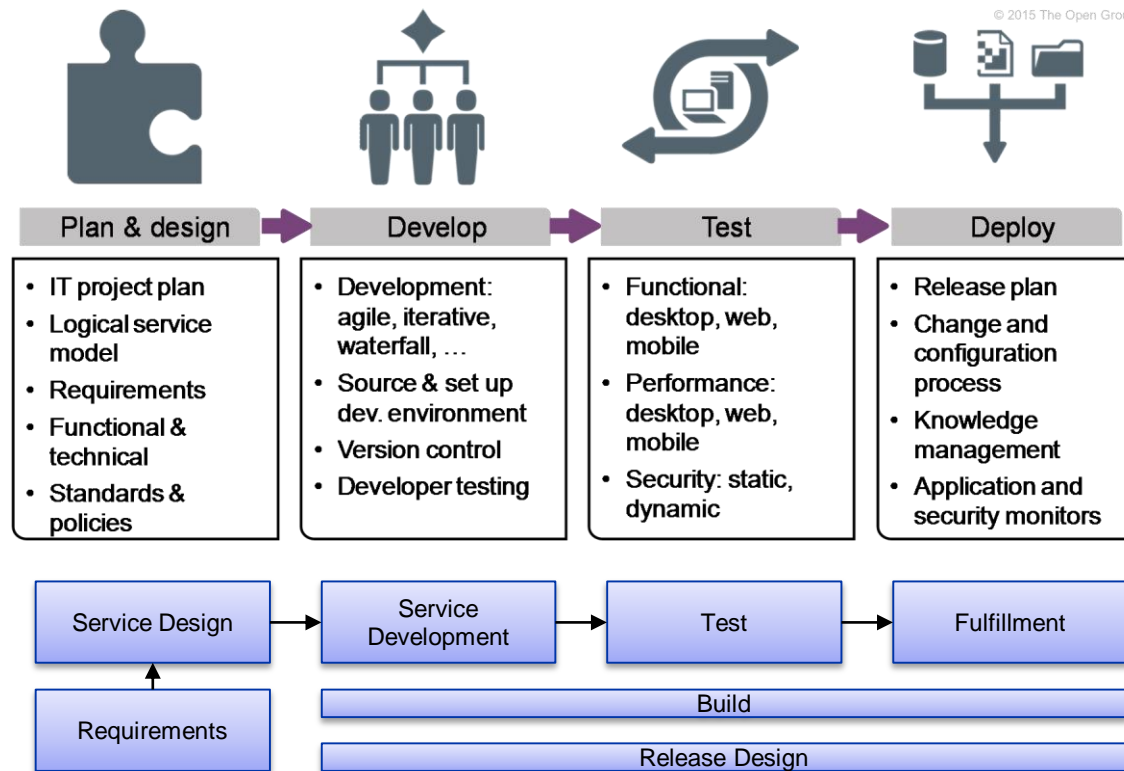 © 2015 The Open Grou
Plan & design
Develop
Test
Deploy
• IT project plan
• Logical service
model
• Requirements
• Functional &
technical
• Standards &
policies
• Development:
agile, iterative,
waterfall, …
• Source & set up
dev. environment
• Version control
• Developer testing
• Functional:
desktop, web,
mobile
• Performance:
desktop, web,
mobile
• Security: static,
dynamic
• Release plan
• Change and
configuration
process
• Knowledge
management
• Application and
security monitors
Service Design
Service
Development
Test
Fulfillment
Requirements
Build
Release Design